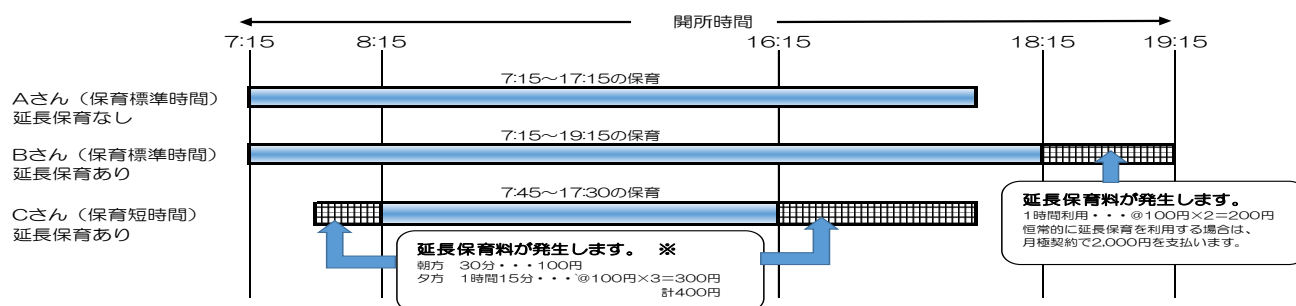 開所時間
7:15 8:15 16:15 18:15 19:15
7:15～17:15の保育
Aさん（保育標準時間）
延長保育なし
7:15～19:15の保育
Bさん（保育標準時間）
延長保育あり
7:45～17:30の保育
Cさん（保育短時間）
延長保育あり
延長保育料が発生します。
1時間利用・・・@100円×2＝200円
恒常的に延長保育を利用する場合は、
月極契約で2,000円を支払います。
延長保育料が発生します。 ※
朝方 30分・・・100円
夕方 1時間15分・・・@100円×3＝300円
計400円